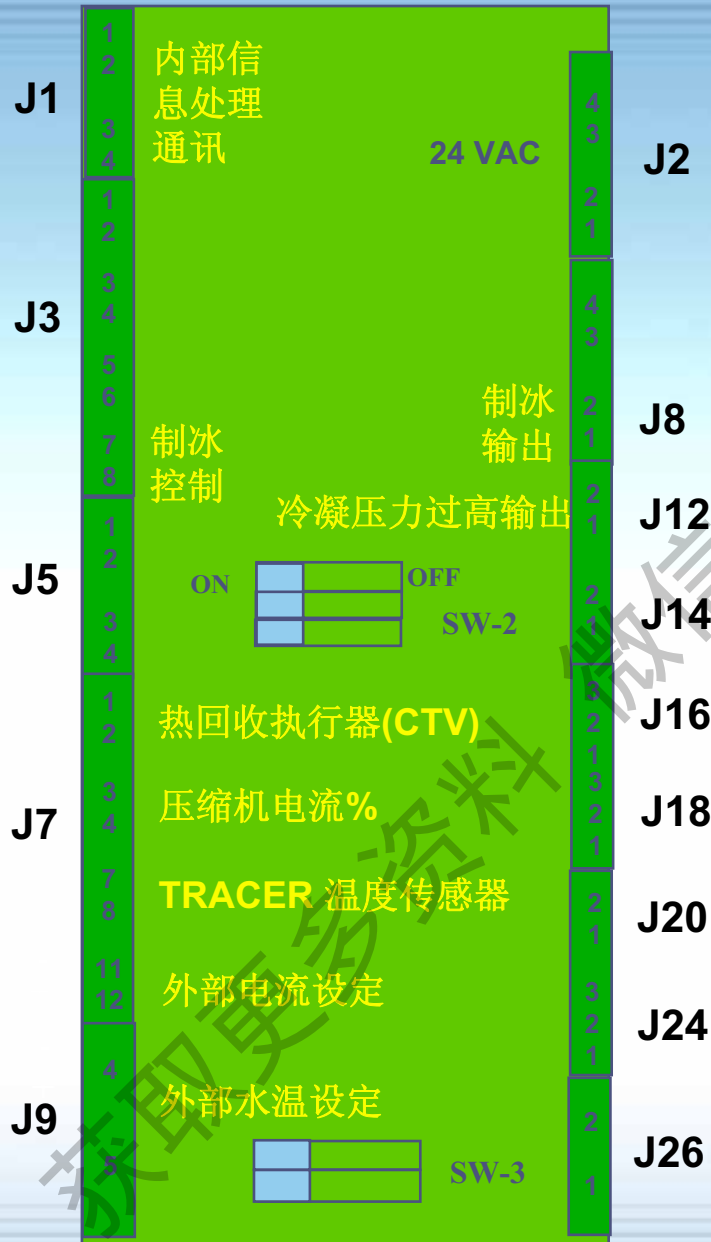 J1
1
2
3
4
内部信
息处理
通讯
24 VAC
4
3
2
1
J2
J3
1
2
3
4
5
6
7
8
制冰
控制
制冰
输出
4
3
2
1
J8
冷凝压力过高输出
2
1
J12
J5
1
2
3
4
ON
OFF
SW-2
2
1
J14
J7
1
2
3
4
7
8
11
12
热回收执行器(CTV)
压缩机电流%
TRACER 温度传感器
外部电流设定
3
2
1
J16
3
2
1
J18
2
1
J20
3
2
1
J24
J9
4
5
外部水温设定
SW-3
2
1
J26
获取更多资料 微信